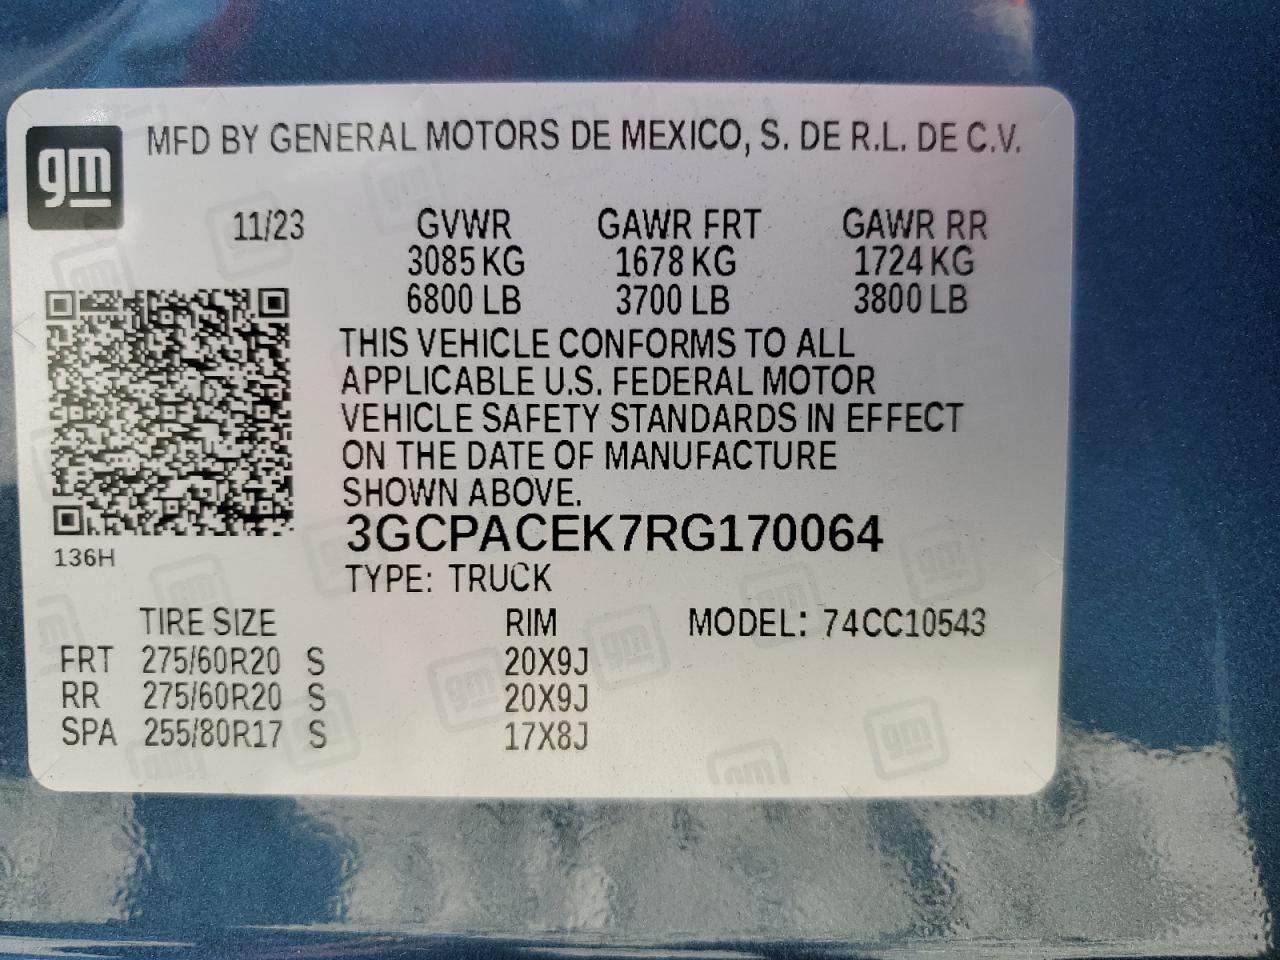 gm
MFD BY GENERAL MOTORS DE MEXICO, S. DE R.L. DE C.V.
11/23 GVWR GAWR FRT GAWR RR
3085 KG 1678 KG 1724 KG
6800 LB 3700 LB 3800 LB
THIS VEHICLE CONFORMS TO ALL
APPLICABLE U.S. FEDERAL MOTOR
VEHICLE SAFETY STANDARDS IN EFFECT
ON THE DATE OF MANUFACTURE
SHOWN ABOVE.
3GCPACEK7RG170064
136H
TYPE: TRUCK
TIRE SIZE RIM MODEL: 74CC10543
FRT 275/60R20 S 20X9J
RR 275/60R20 S 20X9J
SPA 255/80R17 S 17X8J